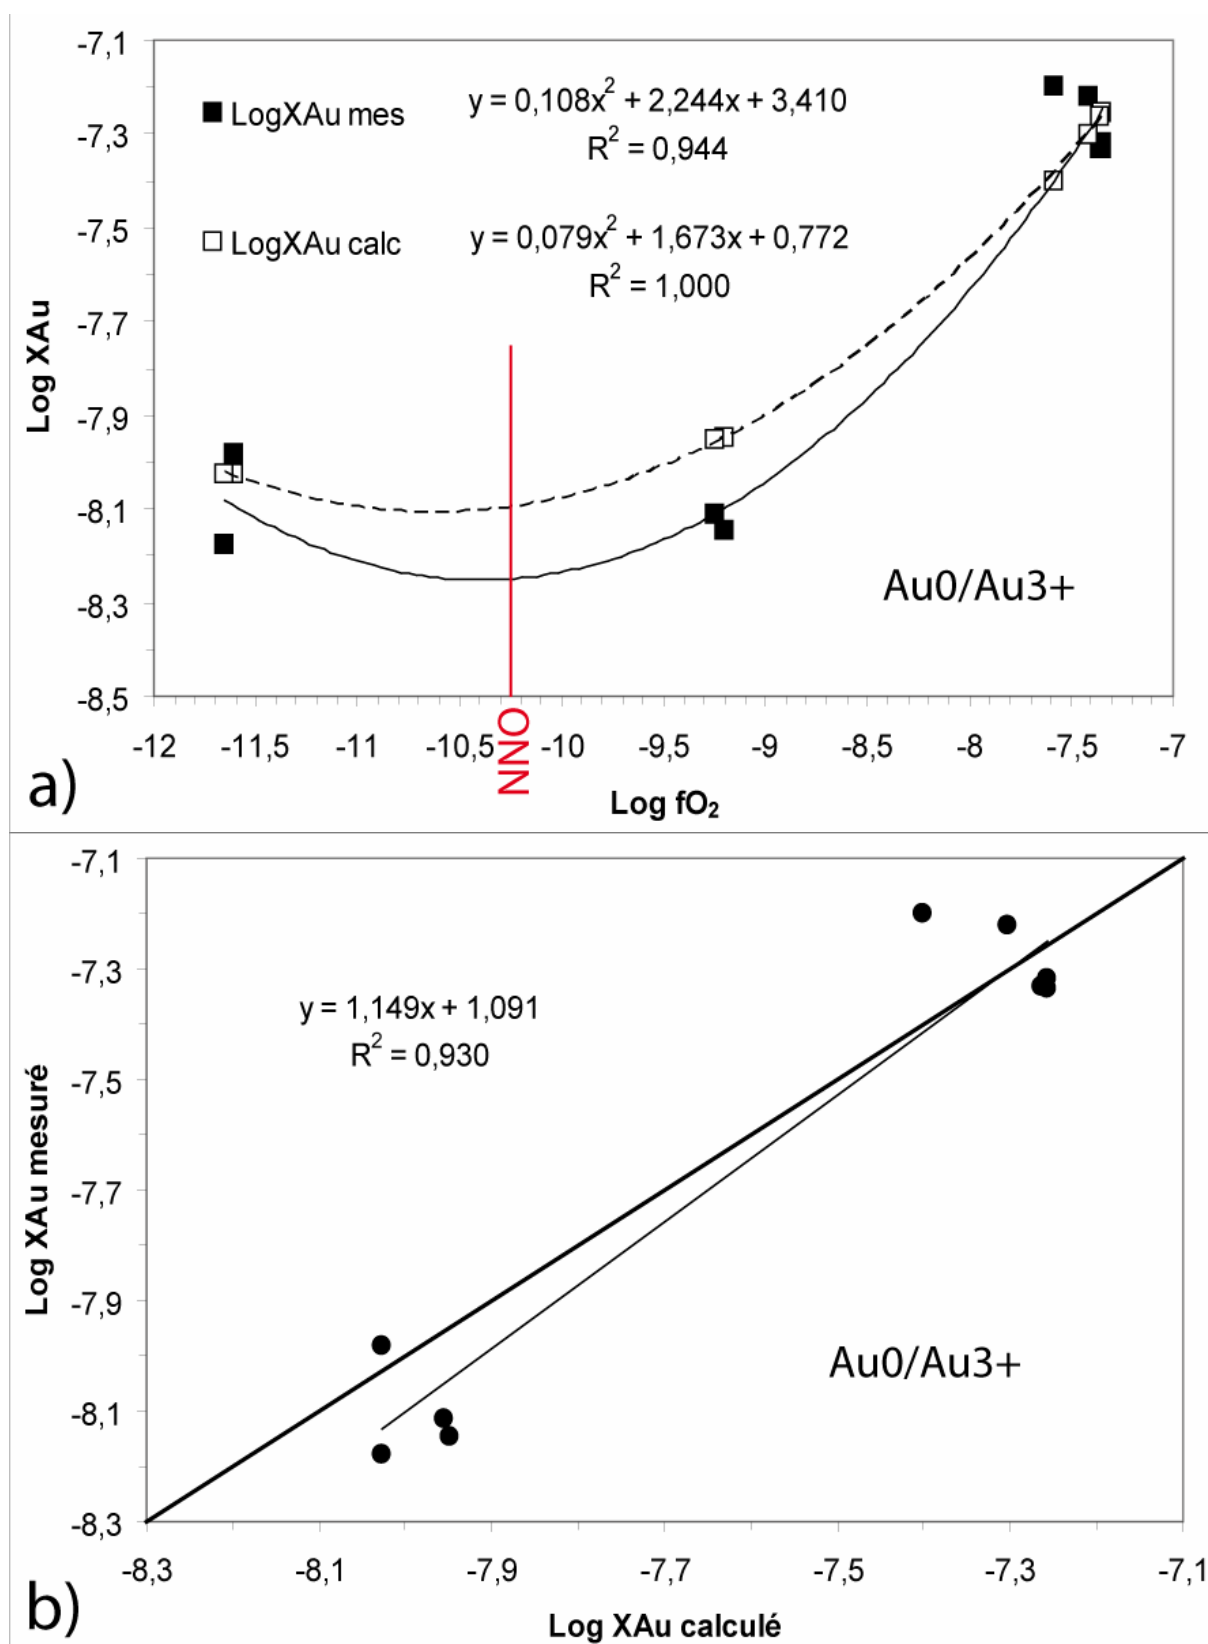 -7,1
-7,3
-7,5
-7,7
-7,9
-8,1
-8,3
-8,5
Log XAu
LogXAu mes
y = 0,108x² + 2,244x + 3,410
R² = 0,944
LogXAu calc
y = 0,079x² + 1,673x + 0,772
R² = 1,000
Au0/Au3+
-12 -11,5 -11 -10,5 -10 -9,5 -9 -8,5 -8 -7,5 -7
NNO
a)
Log fO₂
-7,1
-7,3
-7,5
-7,7
-7,9
-8,1
-8,3
Log XAu mesuré
y = 1,149x + 1,091
R² = 0,930
Au0/Au3+
-8,3 -8,1 -7,9 -7,7 -7,5 -7,3 -7,1
b)
Log XAu calculé